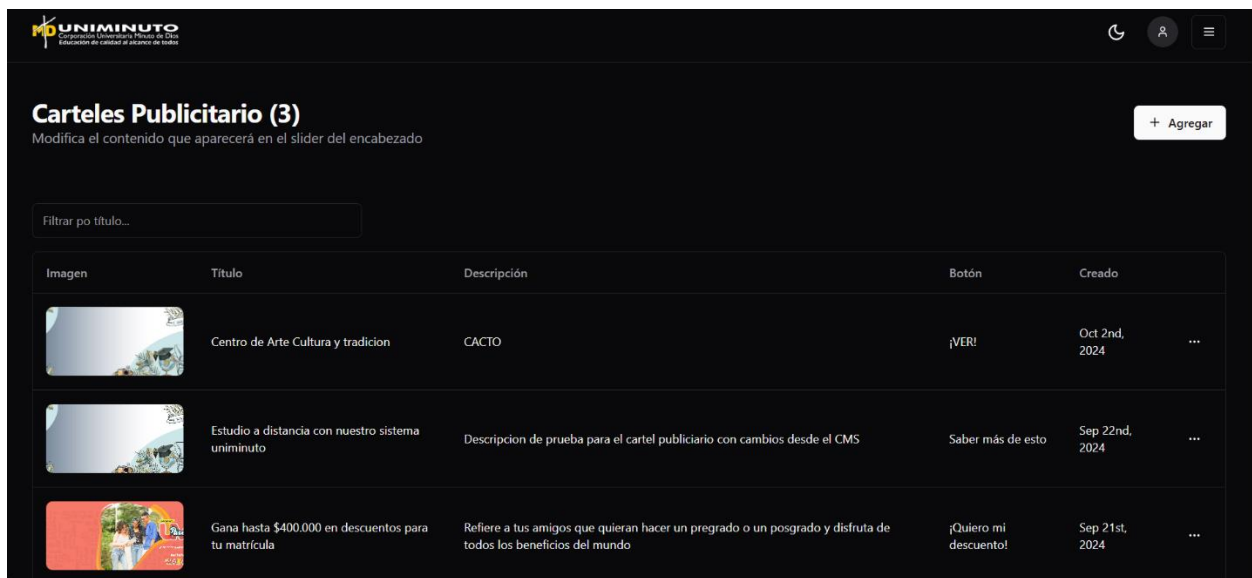 UNIMINUTO
Corporación Universitaria Minuto de Dios
Educación de calidad al alcance de todos
Carteles Publicitario (3)
Modifica el contenido que aparecerá en el slider del encabezado
+ Agregar
Filtrar po título...
Imagen Título Descripción Botón Creado
Centro de Arte Cultura y tradicion CACTO ¡VER! Oct 2nd,
2024
Estudio a distancia con nuestro sistema
uniminuto
Descripcion de prueba para el cartel publiciario con cambios desde el CMS
Saber más de esto
Sep 22nd,
2024
Gana hasta $400.000 en descuentos para
tu matrícula
Refiere a tus amigos que quieran hacer un pregrado o un posgrado y disfruta de
todos los beneficios del mundo
¡Quiero mi
descuento!
Sep 21st,
2024